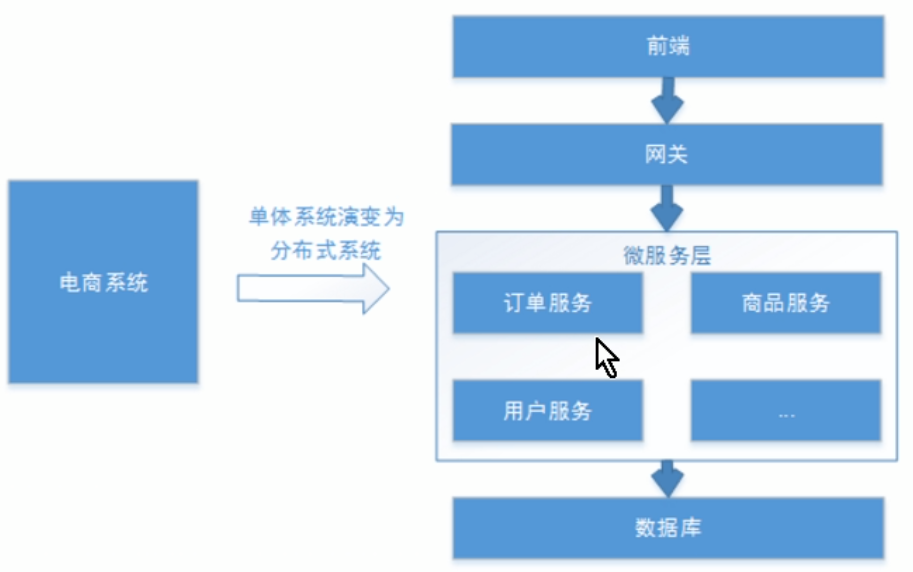 电商系统
单体系统演变为
分布式系统
前端
网关
微服务层
订单服务
商品服务
用户服务
...
数据库